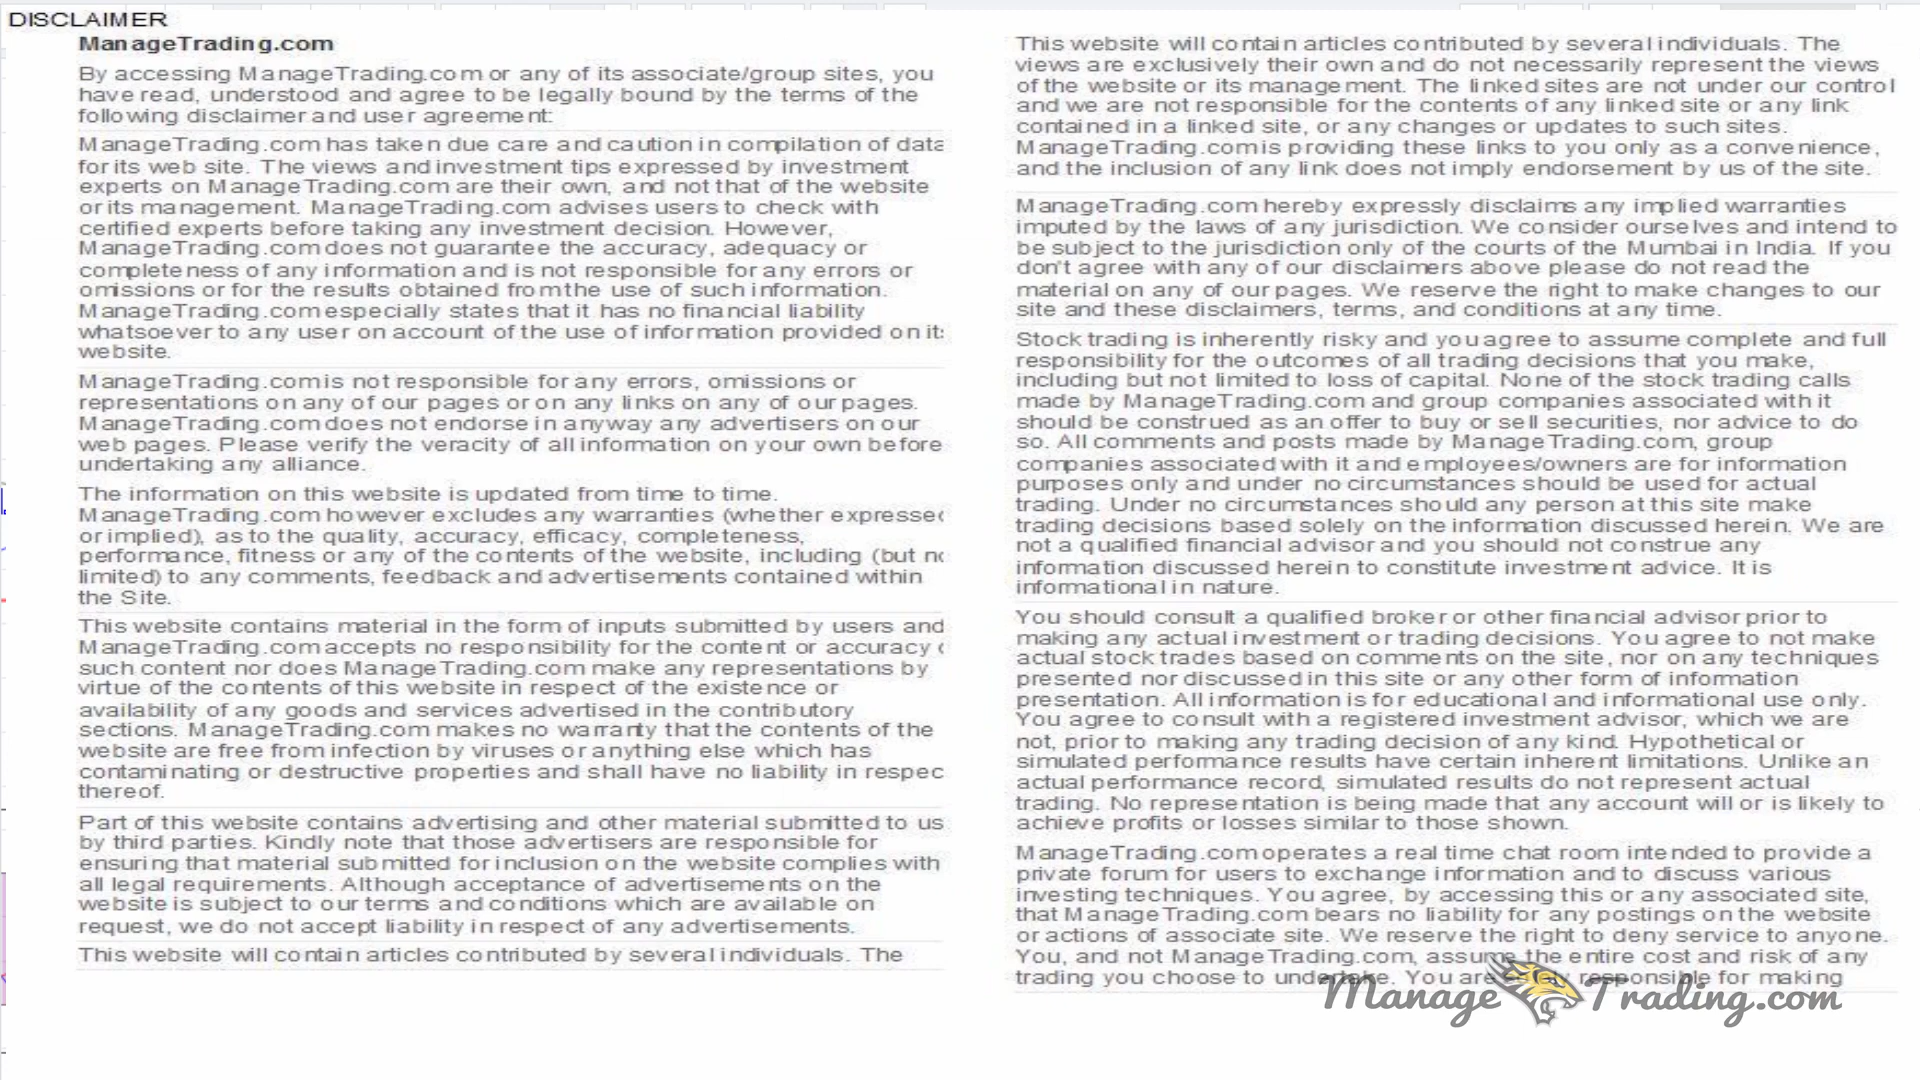 DISCLAIMER
ManageTrading.com
By accessing ManageTrading.com or any of its associate/group sites, you
have read, understood and agree to be legally bound by the terms of the
following disclaimer and user agreement:
ManageTrading.com has taken due care and caution in compilation of data
for its web site. The views and investment tips expressed by investment
experts on ManageTrading.com are their own, and not that of the website
or its management. ManageTrading.com advises users to check with
certified experts before taking any investment decision. However,
ManageTrading.com does not guarantee the accuracy, adequacy or
completeness of any information and is not responsible for any errors or
omissions or for the results obtained from the use of such information.
ManageTrading.com especially states that it has no financial liability
whatsoever to any user on account of the use of information provided on its
website.
ManageTrading.com is not responsible for any errors, omissions or
representations on any of our pages or on any links on any of our pages.
ManageTrading.com does not endorse in anyway any advertisers on our
web pages. Please verify the veracity of all information on your own before
undertaking any alliance.
The information on this website is updated from time to time.
ManageTrading.com however excludes any warranties (whether expressed
or implied), as to the quality, accuracy, efficacy, completeness,
performance, fitness or any of the contents of the website, including (but no
limited) to any comments, feedback and advertisements contained within
the Site.
This website contains material in the form of inputs submitted by users and
ManageTrading.com accepts no responsibility for the content or accuracy
such content nor does ManageTrading.com make any representations by
virtue of the contents of this website in respect of the existence or
availability of any goods and services advertised in the contributory
sections. ManageTrading.com makes no warranty that the contents of the
website are free from infection by viruses or anything else which has
contaminating or destructive properties and shall have no liability in respec
thereof.
Part of this website contains advertising and other material submitted to us
by third parties. Kindly note that those advertisers are responsible for
ensuring that material submitted for inclusion on the website complies with
all legal requirements. Although acceptance of advertisements on the
website is subject to our terms and conditions which are available on
request, we do not accept liability in respect of any advertisements.
This website will contain articles contributed by several individuals. The
This website will contain articles contributed by several individuals. The
views are exclusively their own and do not necessarily represent the views
of the website or its management. The linked sites are not under our control
and we are not responsible for the contents of any linked site or any link
contained in a linked site, or any changes or updates to such sites.
ManageTrading.com is providing these links to you only as a convenience,
and the inclusion of any link does not imply endorsement by us of the site.
ManageTrading.com hereby expressly disclaims any implied warranties
imputed by the laws of any jurisdiction. We consider ourselves and intend to
be subject to the jurisdiction only of the courts of the Mumbai in India. If you
don't agree with any of our disclaimers above please do not read the
material on any of our pages. We reserve the right to make changes to our
site and these disclaimers, terms, and conditions at any time.
Stock trading is inherently risky and you agree to assume complete and full
responsibility for the outcomes of all trading decisions that you make,
including but not limited to loss of capital. None of the stock trading calls
made by ManageTrading.com and group companies associated with it
should be construed as an offer to buy or sell securities, nor advice to do
so. All comments and posts made by ManageTrading.com, group
companies associated with it and employees/owners are for information
purposes only and under no circumstances should be used for actual
trading. Under no circumstances should any person at this site make
trading decisions based solely on the information discussed herein. We are
not a qualified financial advisor and you should not construe any
information discussed herein to constitute investment advice. It is
informational in nature.
You should consult a qualified broker or other financial advisor prior to
making any actual investment or trading decisions. You agree to not make
actual stock trades based on comments on the site, nor on any techniques
presented nor discussed in this site or any other form of information
presentation. All information is for educational and informational use only.
You agree to consult with a registered investment advisor, which we are
not, prior to making any trading decision of any kind. Hypothetical or
simulated performance results have certain inherent limitations. Unlike an
actual performance record, simulated results do not represent actual
trading. No representation is being made that any account will or is likely to
achieve profits or losses similar to those shown.
ManageTrading.com operates a real time chat room intended to provide a
private forum for users to exchange information and to discuss various
investing techniques. You agree, by accessing this or any associated site,
that ManageTrading.com bears no liability for any postings on the website
or actions of associate site. We reserve the right to deny service to anyone.
You, and not ManageTrading.com, assume the entire cost and risk of any
trading you choose to undertake. You are solely responsible for making
Manage Trading.com